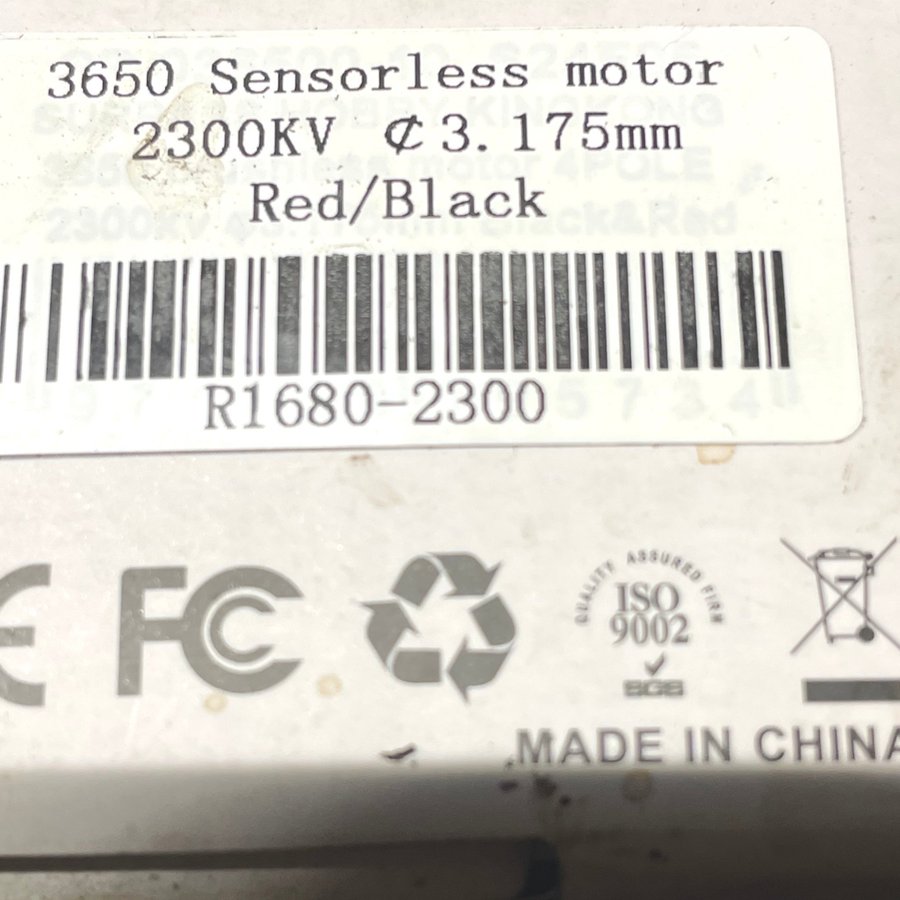 3650 Sensorless motor
2300KV ₵3.175mm
Red/Black
R1680-2300
CE FC
QUALITY ASSURED FIRM
ISO
9002
SGS
MADE IN CHINA